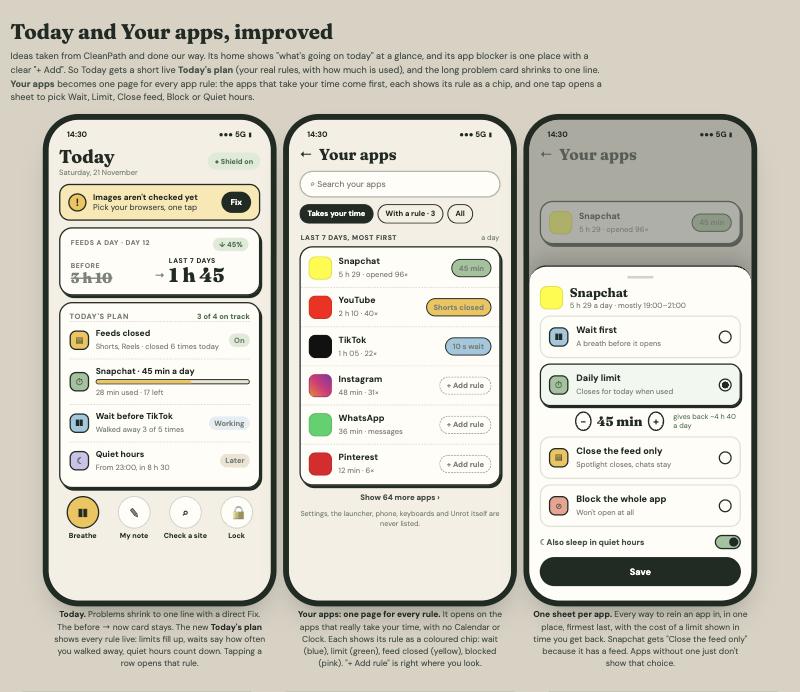 Today and Your apps, improved
Ideas taken from CleanPath and done our way. Its home shows "what's going on today" at a glance, and its app blocker is one place with a
clear "+ Add". So Today gets a short live Today's plan (your real rules, with how much is used), and the long problem card shrinks to one line.
Your apps becomes one page for every app rule: the apps that take your time come first, each shows its rule as a chip, and one tap opens a
sheet to pick Wait, Limit, Close feed, Block or Quiet hours.
14:30
5G
Today
Saturday, 21 November
Shield on
Images aren't checked yet
Pick your browsers, one tap
Fix
FEEDS A DAY · DAY 12
↓ 45%
BEFORE
3 h 10
→
LAST 7 DAYS
1 h 45
TODAY'S PLAN
3 of 4 on track
Feeds closed
Shorts, Reels · closed 6 times today
On
Snapchat · 45 min a day
28 min used · 17 left
Wait before TikTok
Walked away 3 of 5 times
Working
Quiet hours
From 23:00, in 8 h 30
Later
Breathe
My note
Check a site
Lock
Today. Problems shrink to one line with a direct Fix.
The before → now card stays. The new Today's plan
shows every rule live: limits fill up, waits say how often
you walked away, quiet hours count down. Tapping a
row opens that rule.
14:30
5G
← Your apps
Search your apps
Takes your time
With a rule · 3
All
LAST 7 DAYS, MOST FIRST
a day
Snapchat
5 h 29 · opened 96×
45 min
YouTube
2 h 10 · 40×
Shorts closed
TikTok
1 h 05 · 22×
10 s wait
Instagram
48 min · 31×
+ Add rule
WhatsApp
36 min · messages
+ Add rule
Pinterest
12 min · 6×
+ Add rule
Show 64 more apps ›
Settings, the launcher, phone, keyboards and Unrot itself are
never listed.
Your apps: one page for every rule. It opens on the
apps that really take your time, with no Calendar or
Clock. Each shows its rule as a coloured chip: wait
(blue), limit (green), feed closed (yellow), blocked
(pink). "+ Add rule" is right where you look.
14:30
5G
← Your apps
Snapchat
5 h 29 · opened 96×
45 min
Snapchat
5 h 29 a day · mostly 19:00–21:00
Wait first
A breath before it opens
Daily limit
Closes for today when used
−
45 min
+
gives back ~4 h 40
a day
Close the feed only
Spotlight closes, chats stay
Block the whole app
Won't open at all
☾ Also sleep in quiet hours
Save
One sheet per app. Every way to rein an app in, in one
place, firmest last, with the cost of a limit shown in
time you get back. Snapchat gets "Close the feed only"
because it has a feed. Apps without one just don't
show that choice.